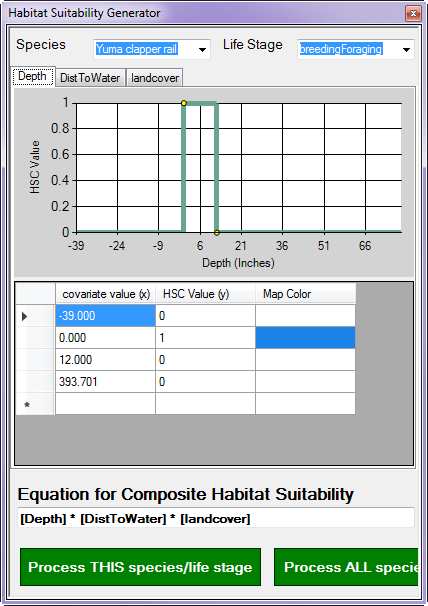 Habitat Suitability Generator
Species Yuma clapper rail Life Stage breedingForaging
Depth DistToWater landcover
1
0.8
0.6
0.4
0.2
0
HSC Value
-39 -24 -9 6 21 36 51 66
Depth (Inches)
covariate value (x) HSC Value (y) Map Color
-39.000 0
0.000 1
12.000 0
393.701 0
*
Equation for Composite Habitat Suitability
[Depth] * [DistToWater] * [landcover]
Process THIS species/life stage Process ALL specie